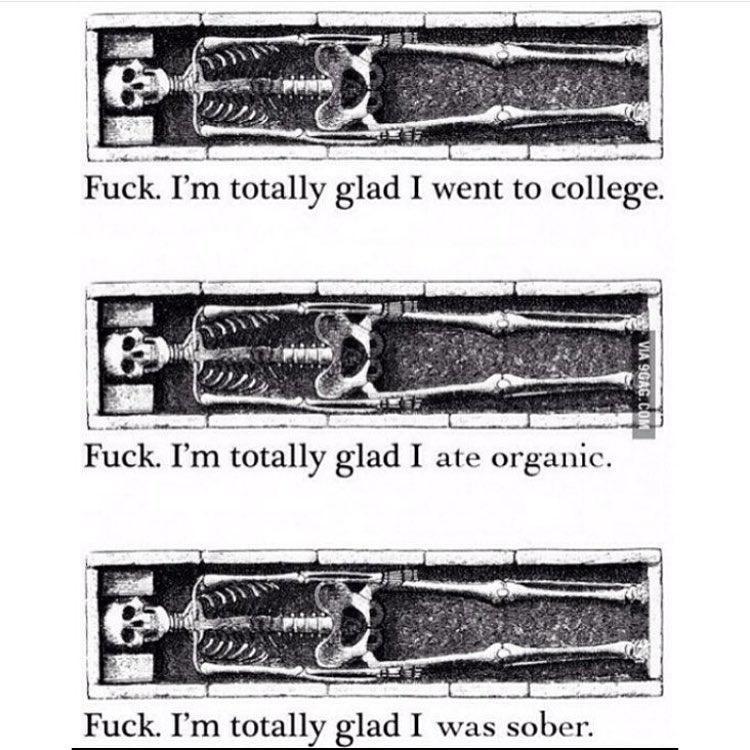 Fuck. I'm totally glad I went to college.
VIA 9GAG.COM
Fuck. I'm totally glad I ate organic.
Fuck. I'm totally glad I was sober.